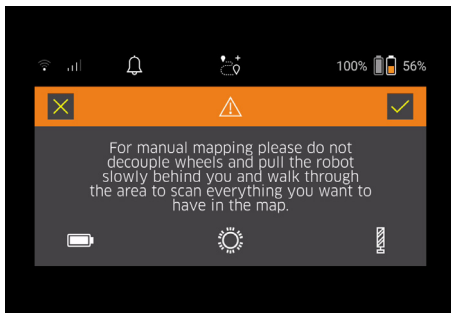 100% 56%
For manual mapping please do not
decouple wheels and pull the robot
slowly behind you and walk through
the area to scan everything you want to
have in the map.